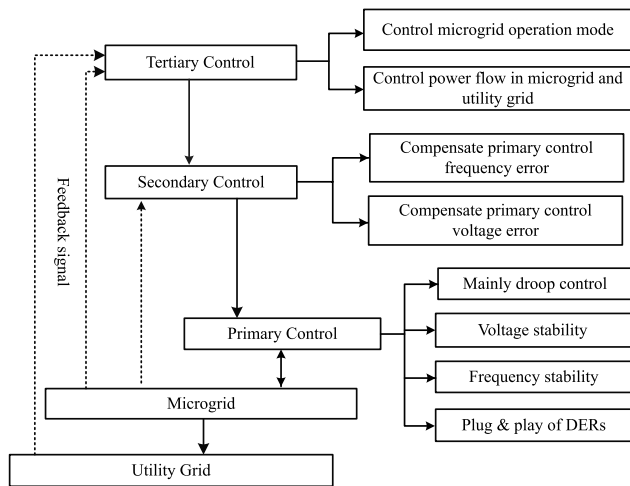 Control microgrid operation mode
Tertiary Control
Control power flow in microgrid and
utility grid
Compensate primary control
frequency error
Secondary Control
Compensate primary control
voltage error
Feedback signal
Mainly droop control
Primary Control
Voltage stability
Frequency stability
Microgrid
Plug & play of DERs
Utility Grid